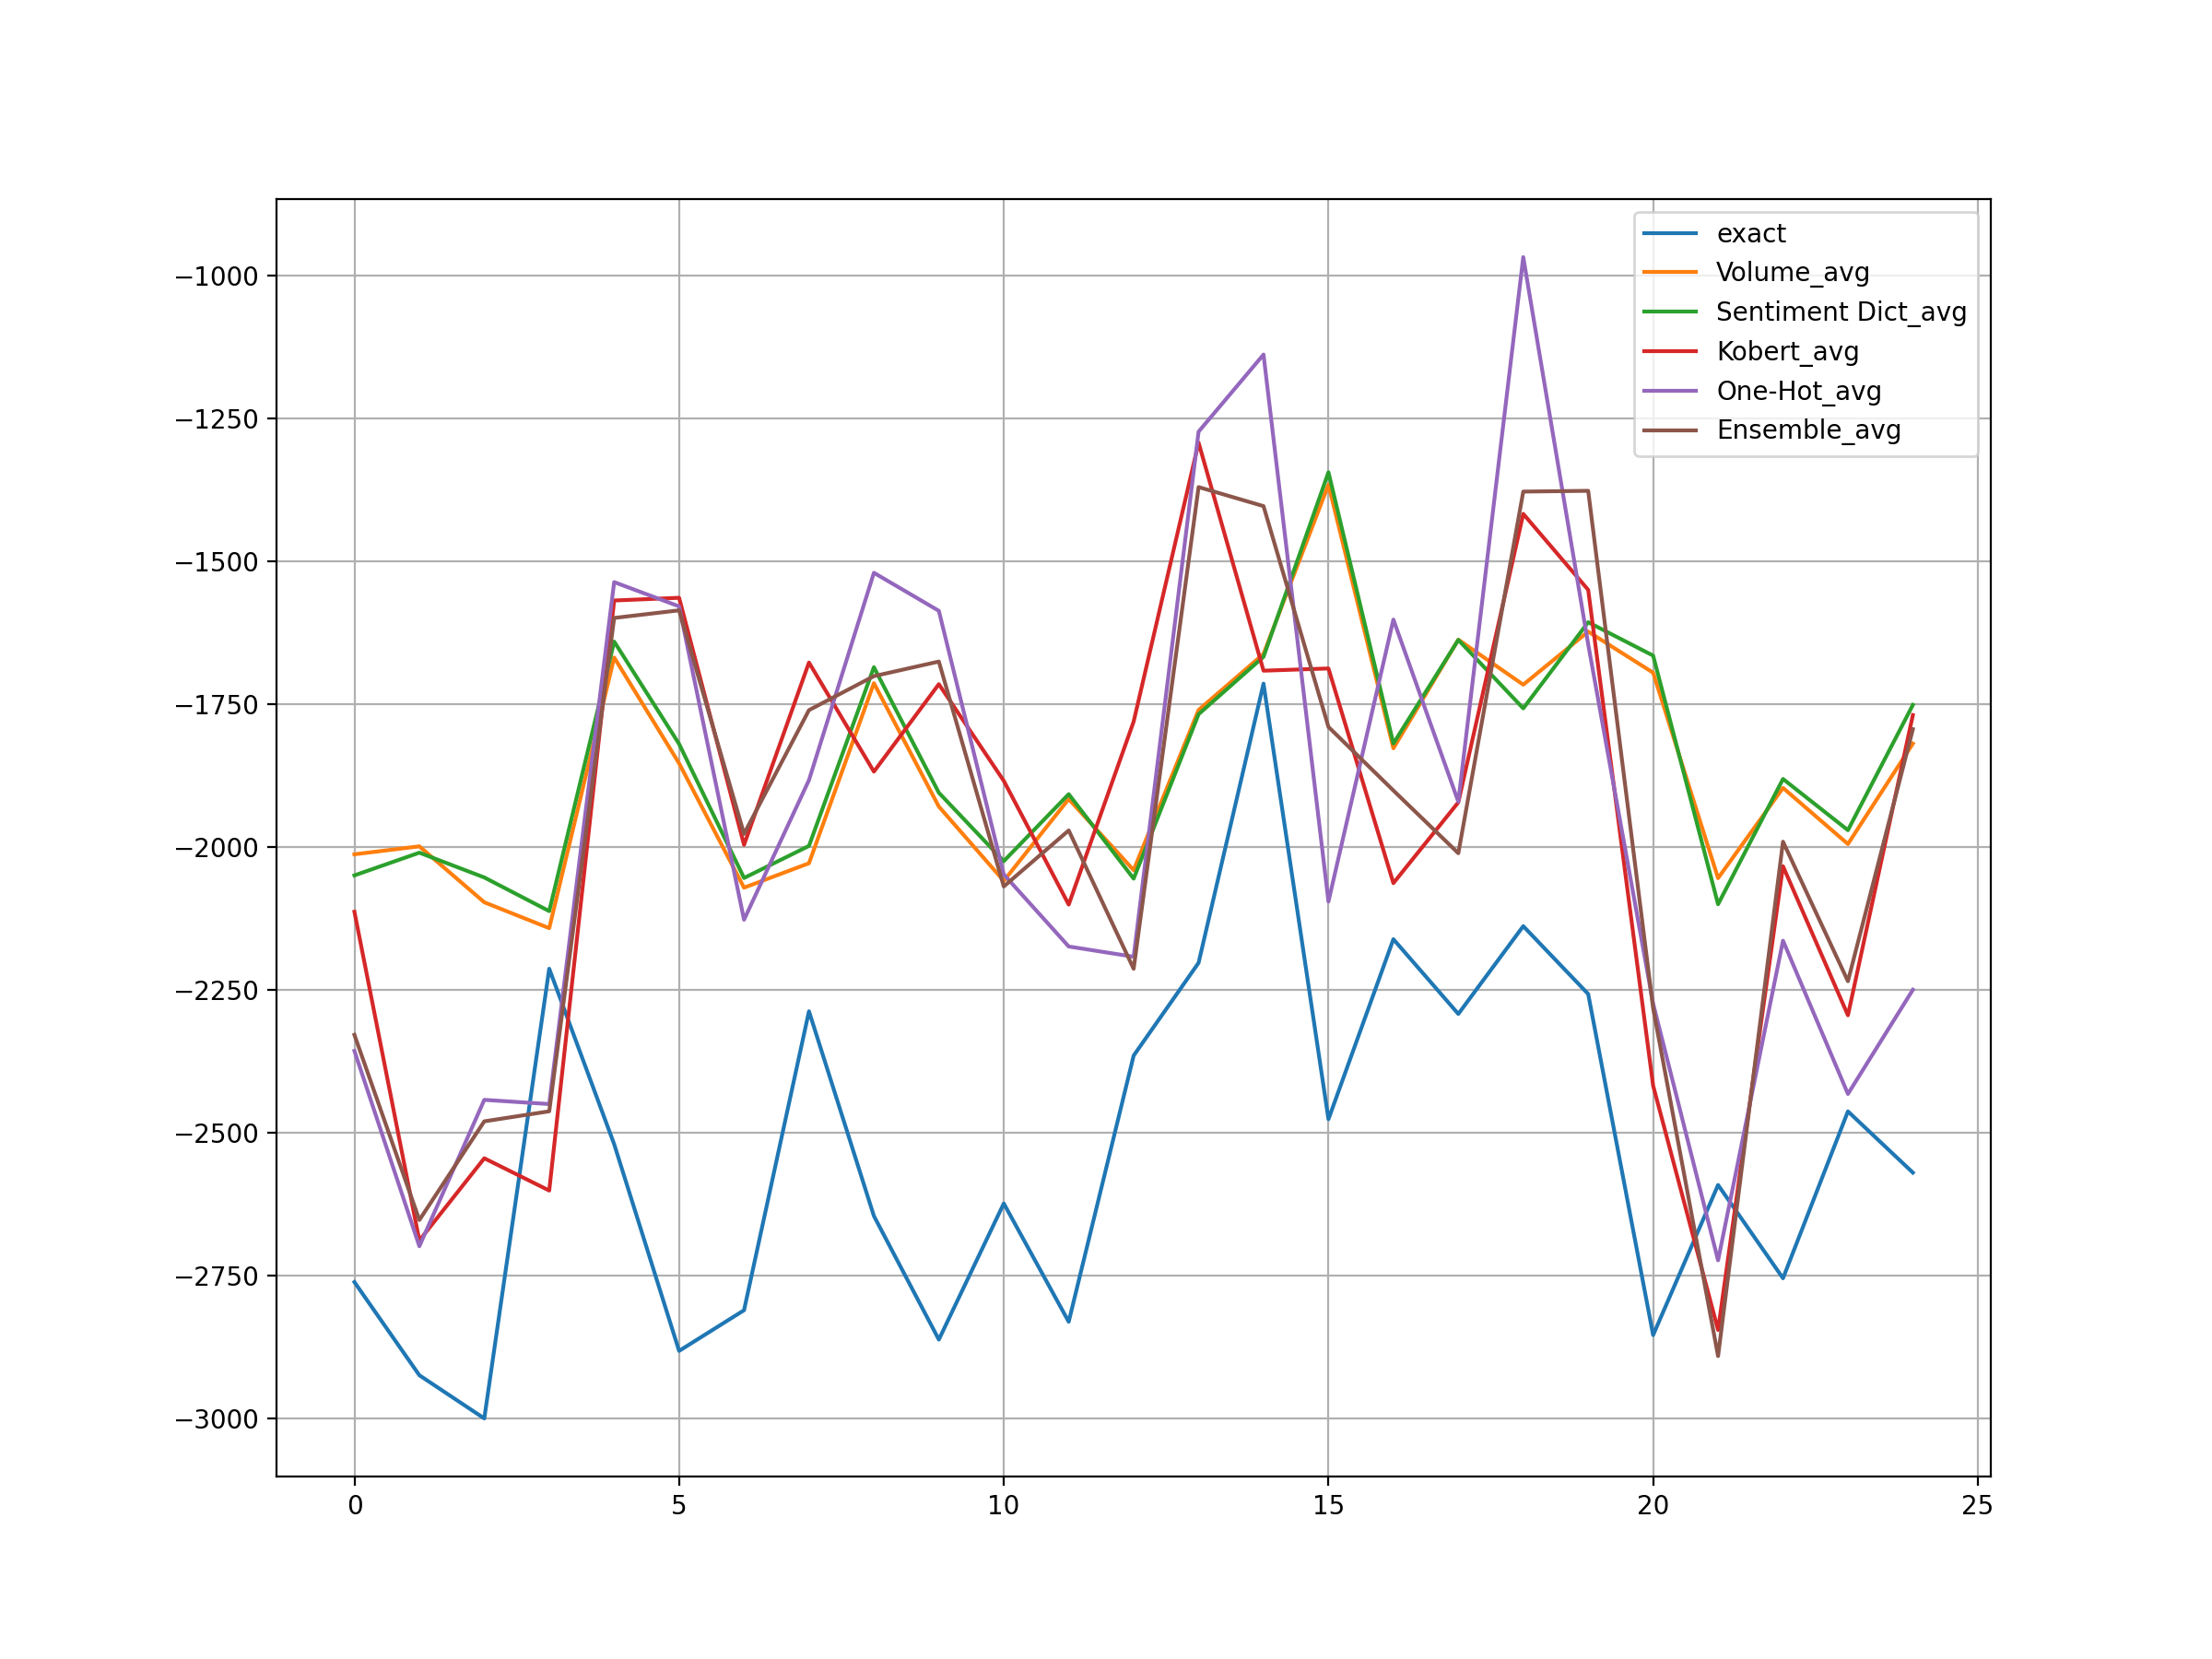 exact
Volume_avg
Sentiment Dict_avg
Kobert_avg
One-Hot_avg
Ensemble_avg
−1000
−1250
−1500
−1750
−2000
−2250
−2500
−2750
−3000
0 5 10 15 20 25